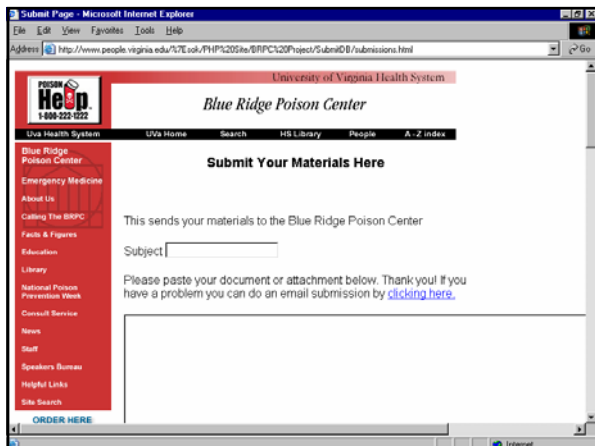 Submit Page - Microsoft Internet Explorer
File Edit View Favorites Tools Help
Address http://www.people.virginia.edu/%7Esok/PHP%20Site/BRPC%20Project/SubmitDB/submissions.html Go
University of Virginia Health System
POISON
Help
1-800-222-1222
Blue Ridge Poison Center
Uva Health System UVa Home Search HS Library People A-Z index
Blue Ridge
Poison Center
Emergency Medicine
About Us
Calling The BRPC
Facts & Figures
Education
Library
National Poison
Prevention Week
Consult Service
News
Staff
Speakers Bureau
Helpful Links
Site Search
ORDER HERE
Submit Your Materials Here
This sends your materials to the Blue Ridge Poison Center
Subject
Please paste your document or attachment below. Thank you! If you
have a problem you can do an email submission by clicking here.
Internet